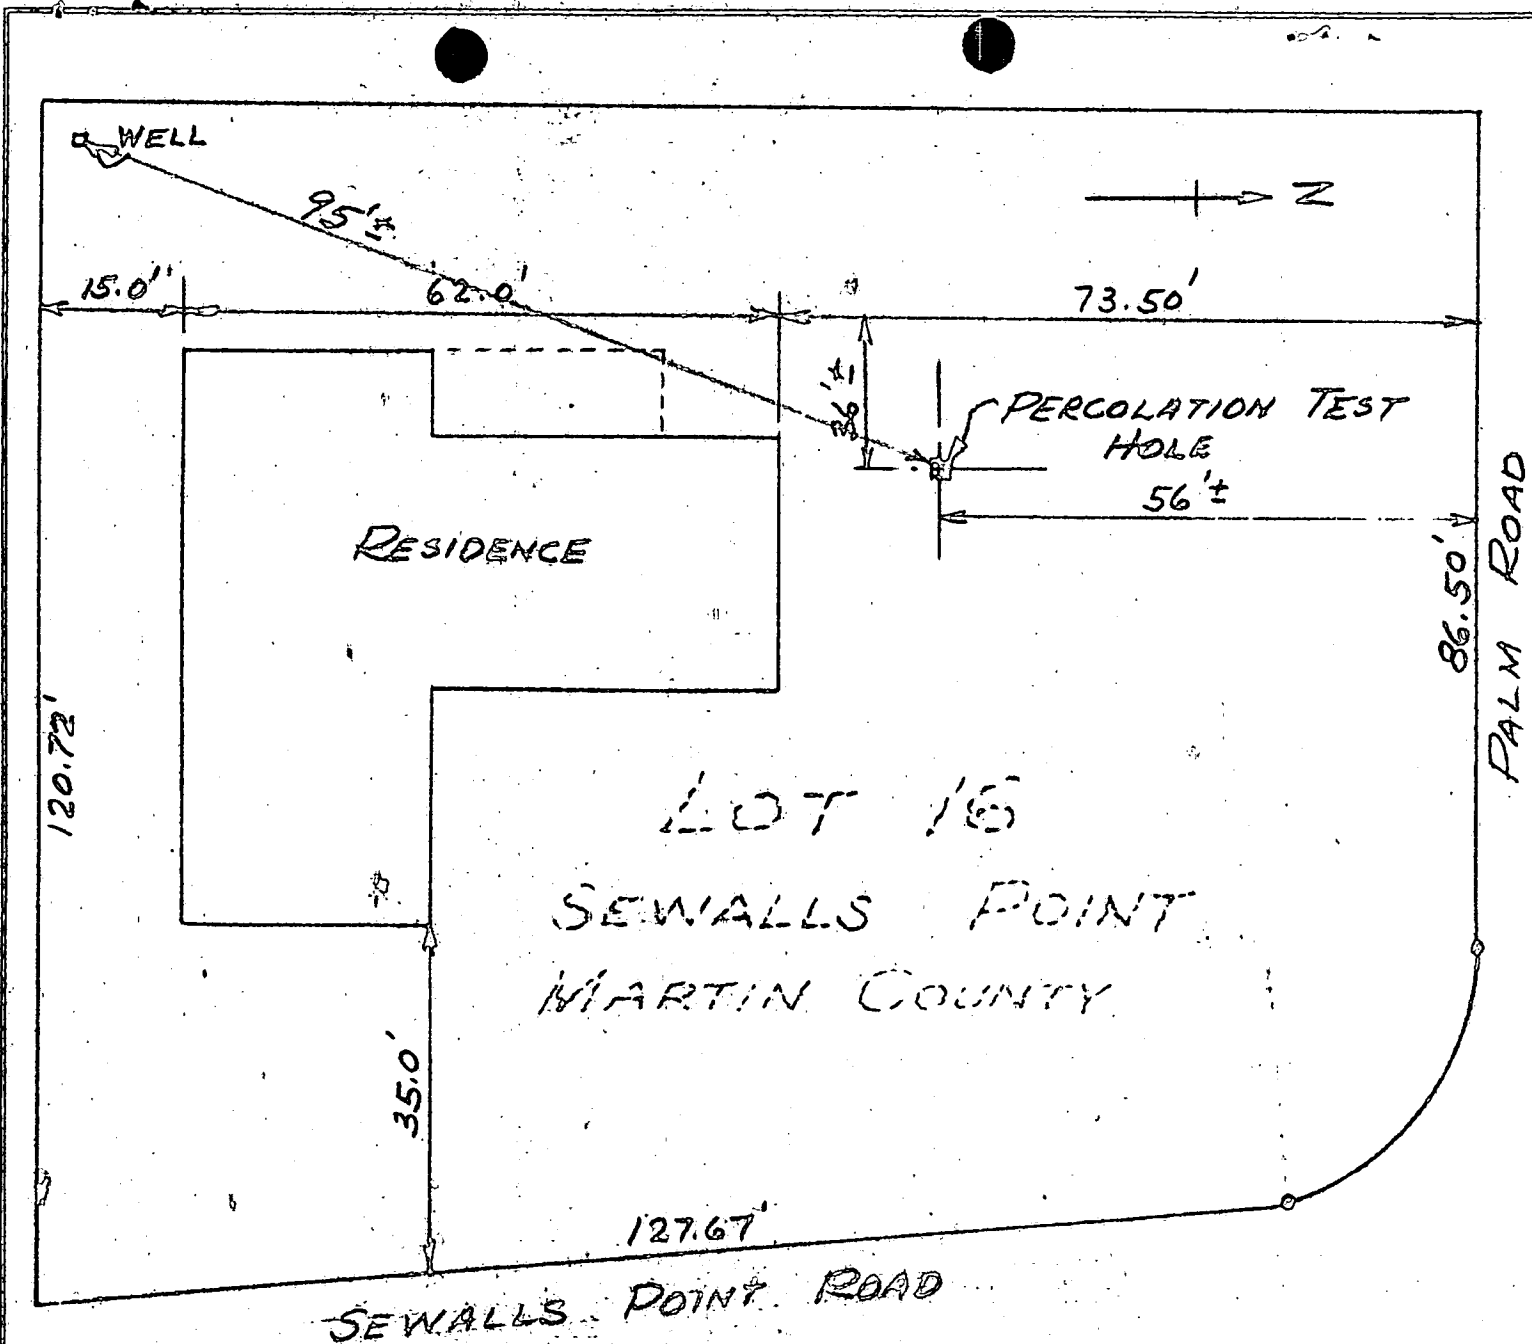 WELL
N
95'±
15.0'
62.0'
73.50'
PERCOLATION TEST
HOLE
56'±
RESIDENCE
86.50'
PALM ROAD
120.72'
LOT 16
SEWALLS POINT
MARTIN COUNTY
35.0'
127.67'
SEWALLS POINT ROAD